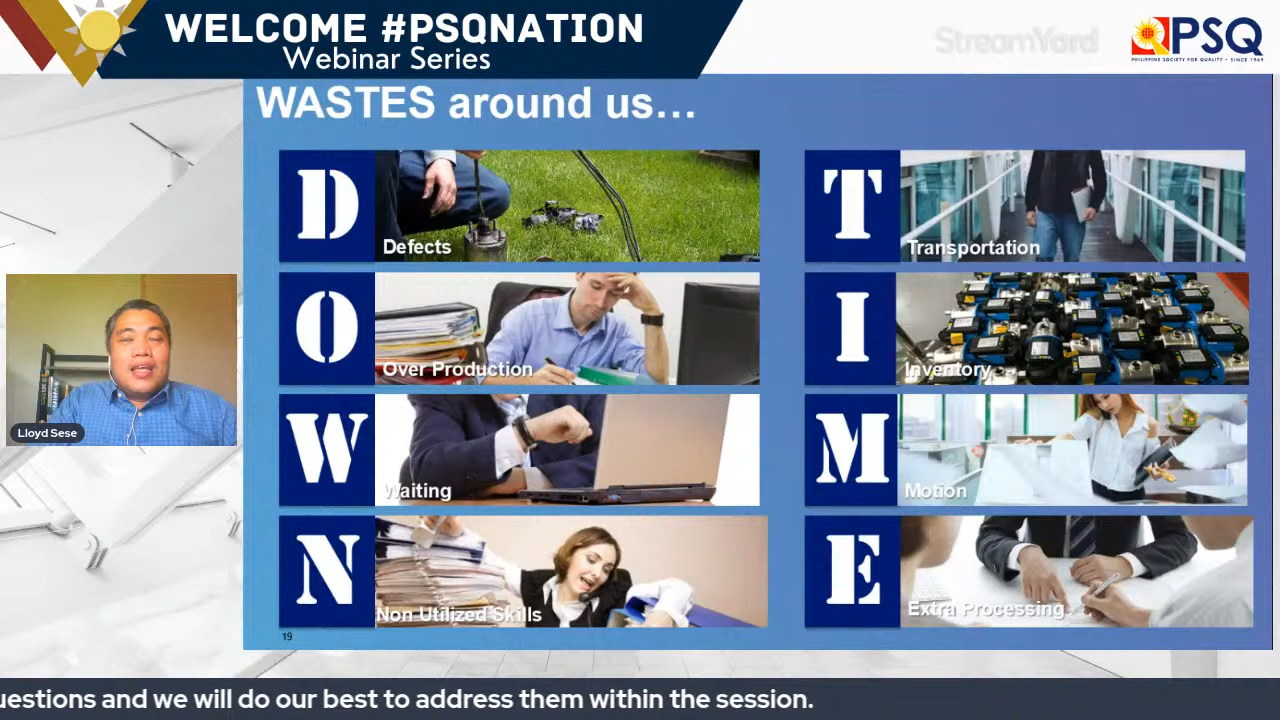 WELCOME #PSQNATION
Webinar Series
StreamYard
PSQ
PHILIPPINE SOCIETY FOR QUALITY • SINCE 1969
WASTES around us...
D
Defects
O
Over Production
W
Waiting
N
Non Utilized Skills
T
Transportation
I
Inventory
M
Motion
E
Extra Processing
19
Lloyd Sese
uestions and we will do our best to address them within the session.